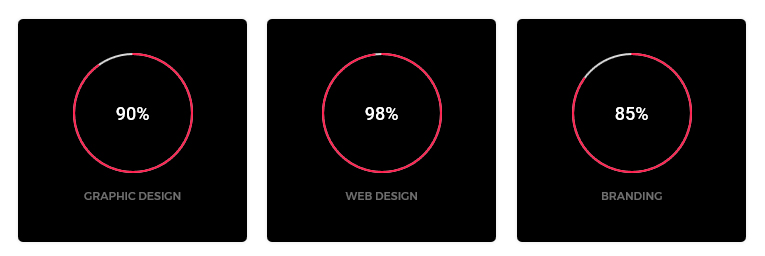 90%
GRAPHIC DESIGN
98%
WEB DESIGN
85%
BRANDING